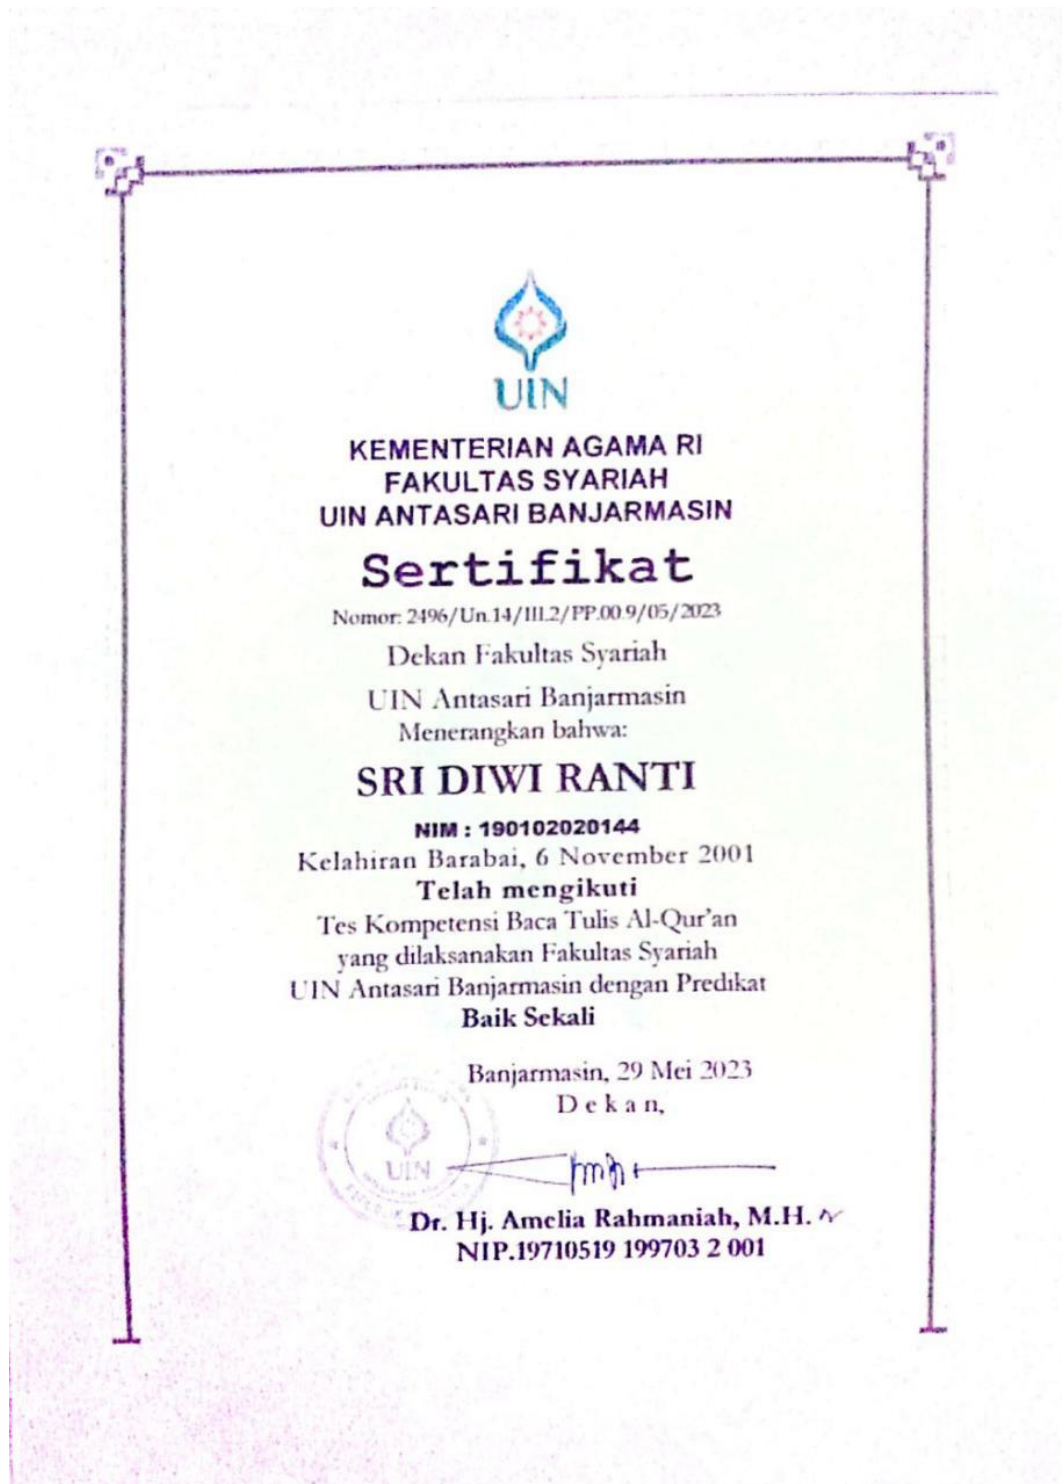 UIN
KEMENTERIAN AGAMA RI
FAKULTAS SYARIAH
UIN ANTASARI BANJARMASIN
Sertifikat
Nomor: 2496/Un.14/III.2/PP.00.9/05/2023
Dekan Fakultas Syariah
UIN Antasari Banjarmasin
Menerangkan bahwa:
SRI DIWI RANTI
NIM : 190102020144
Kelahiran Barabai, 6 November 2001
Telah mengikuti
Tes Kompetensi Baca Tulis Al-Qur'an
yang dilaksanakan Fakultas Syariah
UIN Antasari Banjarmasin dengan Predikat
Baik Sekali
Banjarmasin, 29 Mei 2023
D e k a n,
UIN
Dr. Hj. Amelia Rahmaniah, M.H.
NIP.19710519 199703 2 001